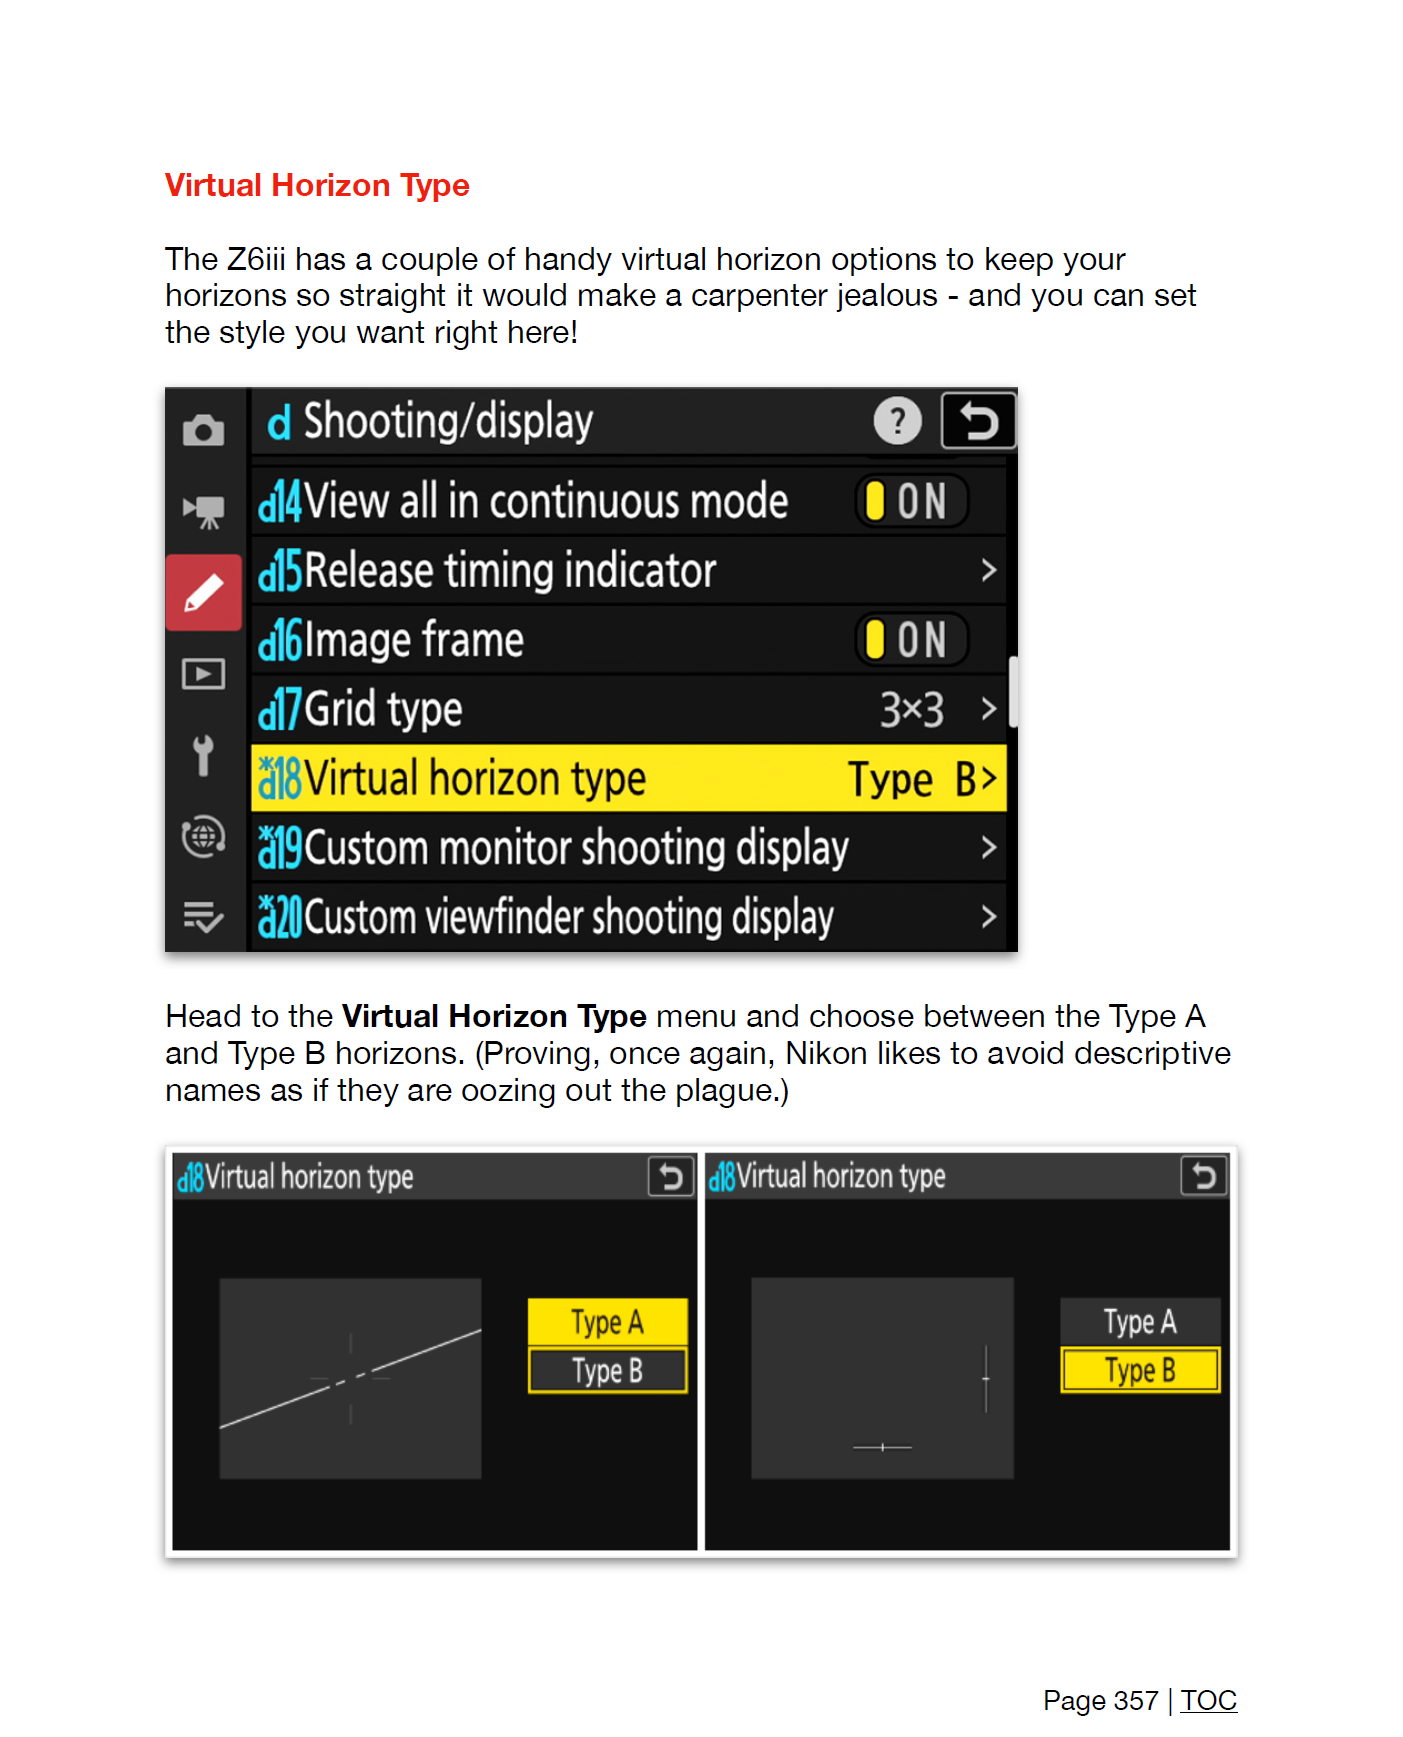 Virtual Horizon Type
The Z6iii has a couple of handy virtual horizon options to keep your
horizons so straight it would make a carpenter jealous - and you can set
the style you want right here!
d Shooting/display ?
d14 View all in continuous mode ON
d15 Release timing indicator >
d16 Image frame ON
d17 Grid type 3×3 >
*d18 Virtual horizon type Type B >
*d19 Custom monitor shooting display >
*d20 Custom viewfinder shooting display >
Head to the Virtual Horizon Type menu and choose between the Type A
and Type B horizons. (Proving, once again, Nikon likes to avoid descriptive
names as if they are oozing out the plague.)
d18 Virtual horizon type
Type A
Type B
d18 Virtual horizon type
Type A
Type B
Page 357 | TOC